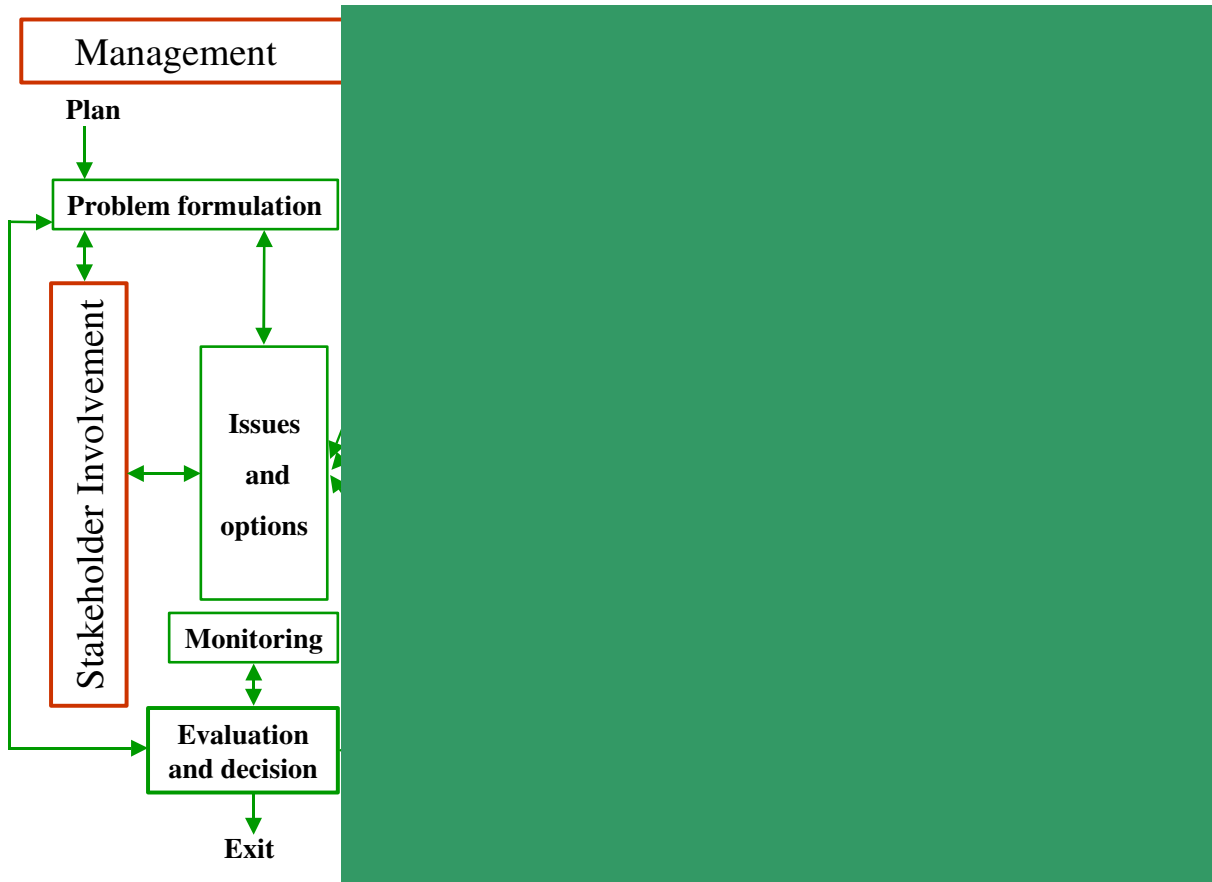 Management
Plan
Problem formulation
Stakeholder Involvement
Issues
and
options
Monitoring
Evaluation
and decision
Exit